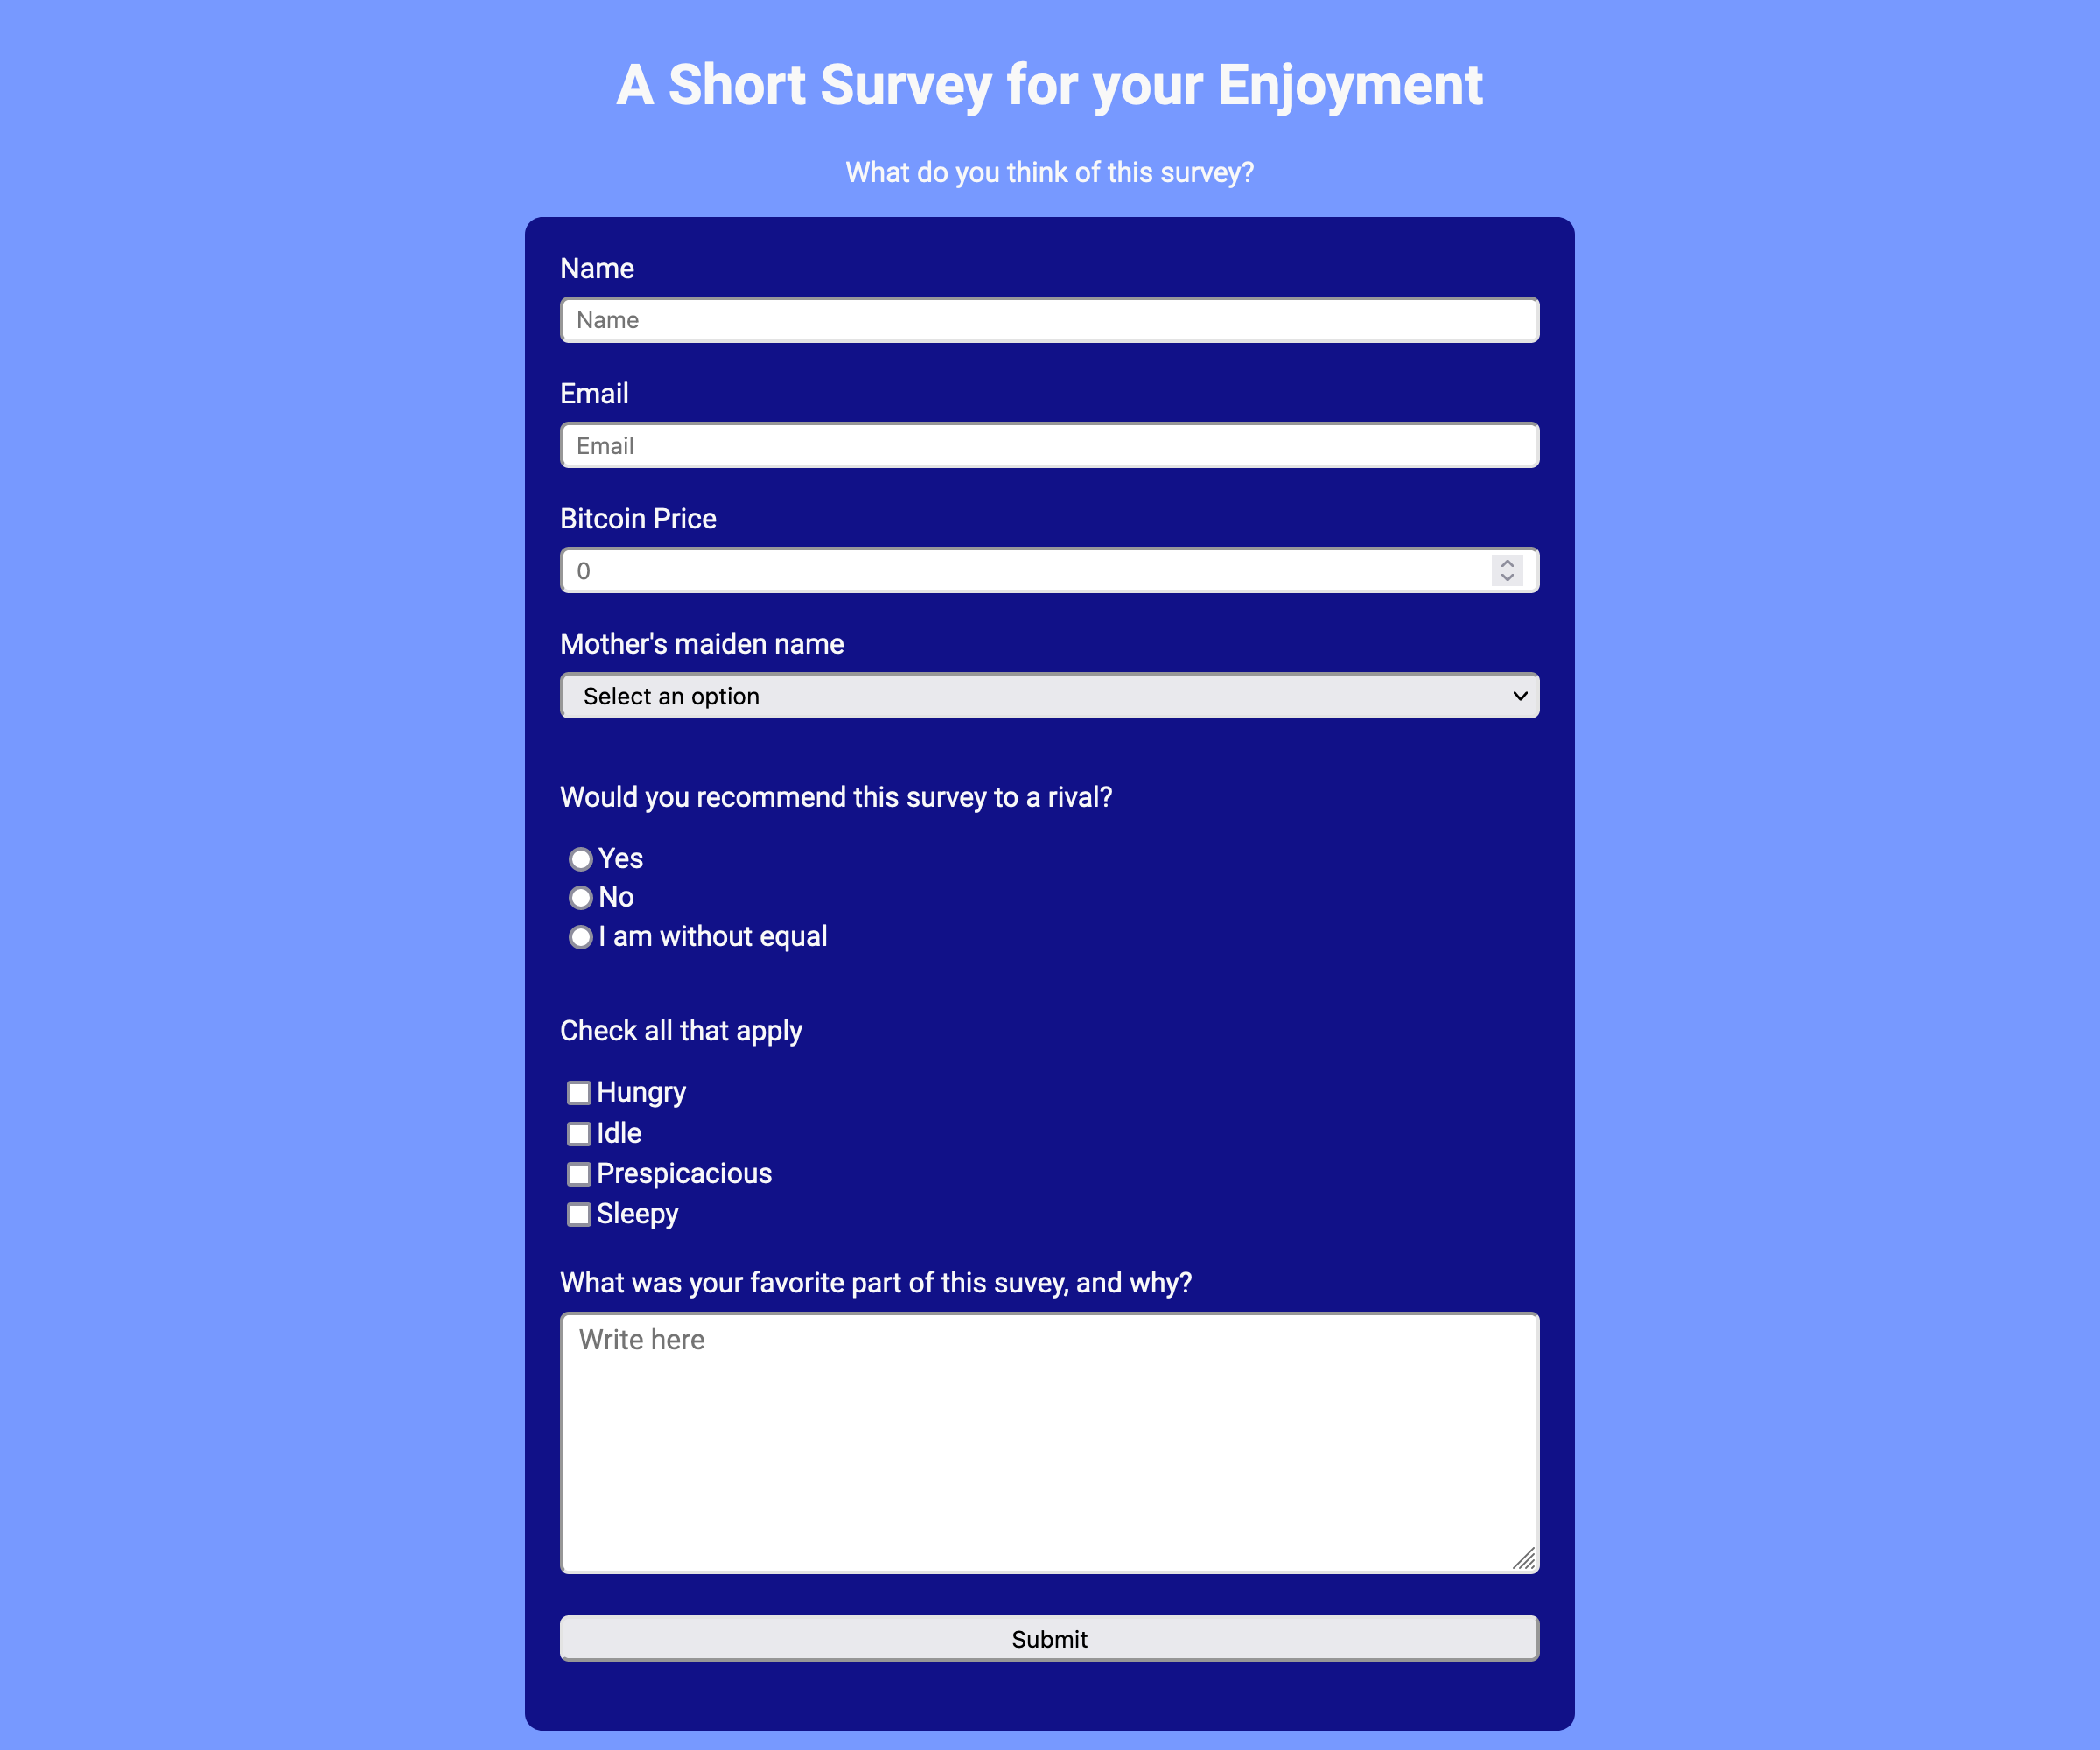 A Short Survey for your Enjoyment
What do you think of this survey?
Name
Name
Email
Email
Bitcoin Price
0
Mother's maiden name
Select an option
Would you recommend this survey to a rival?
Yes
No
I am without equal
Check all that apply
Hungry
Idle
Prespicacious
Sleepy
What was your favorite part of this suvey, and why?
Write here
Submit